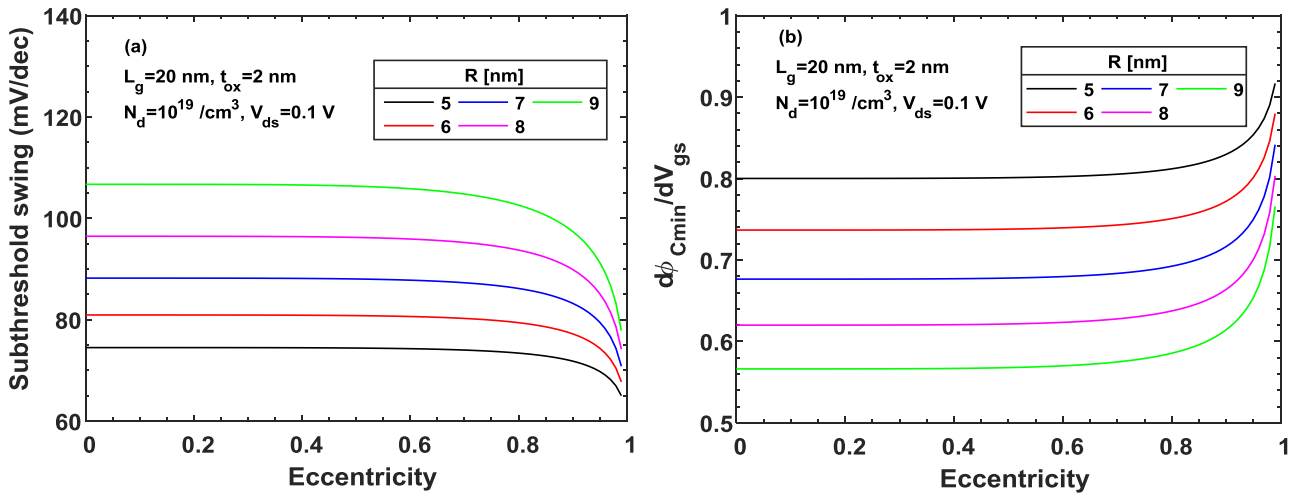 (a)
L_g=20 nm, t_ox=2 nm
N_d=10^19 /cm^3, V_ds=0.1 V
R [nm]
5 7 9
6 8
140
120
100
80
60
0 0.2 0.4 0.6 0.8 1
Subthreshold swing (mV/dec)
Eccentricity
(b)
L_g=20 nm, t_ox=2 nm
N_d=10^19 /cm^3, V_ds=0.1 V
R [nm]
5 7 9
6 8
1
0.9
0.8
0.7
0.6
0.5
0 0.2 0.4 0.6 0.8 1
dϕ_Cmin/dV_gs
Eccentricity